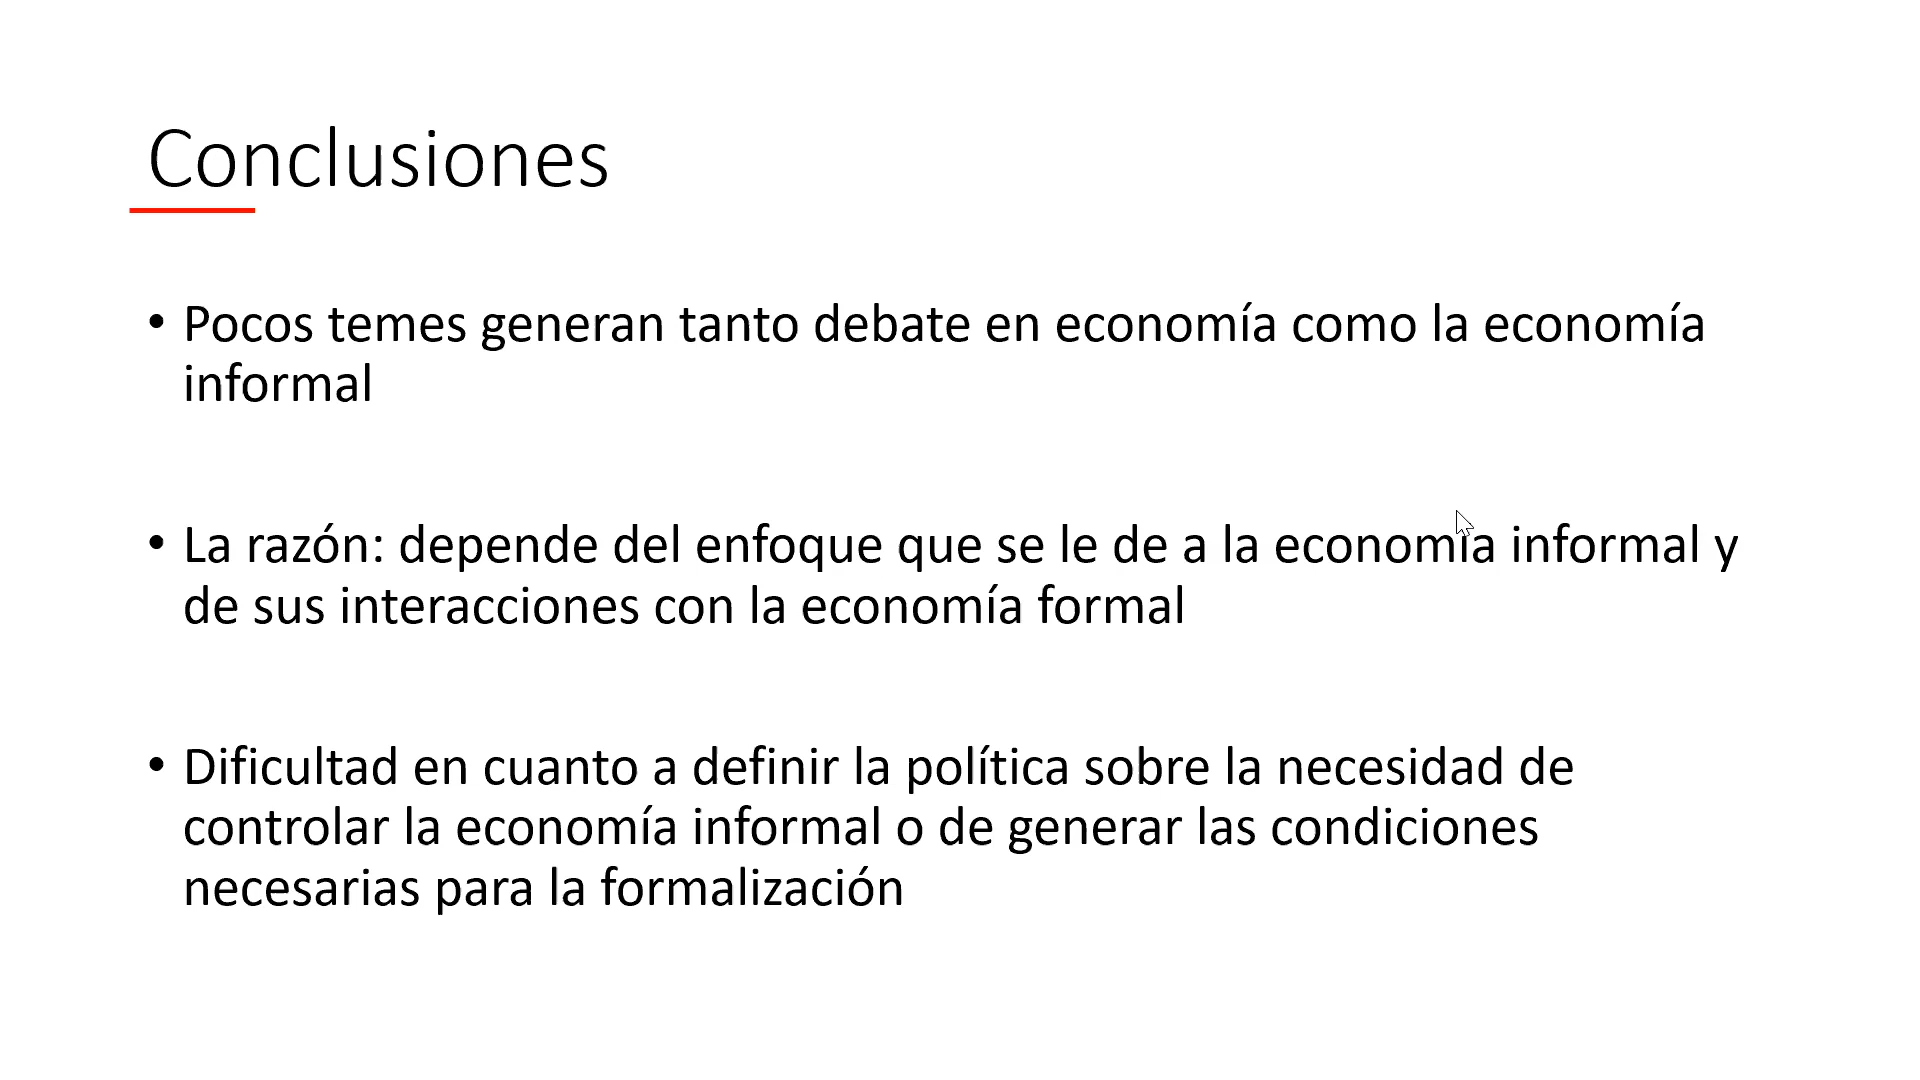 Conclusiones
• Pocos temes generan tanto debate en economía como la economía
informal
• La razón: depende del enfoque que se le de a la economía informal y
de sus interacciones con la economía formal
• Dificultad en cuanto a definir la política sobre la necesidad de
controlar la economía informal o de generar las condiciones
necesarias para la formalización